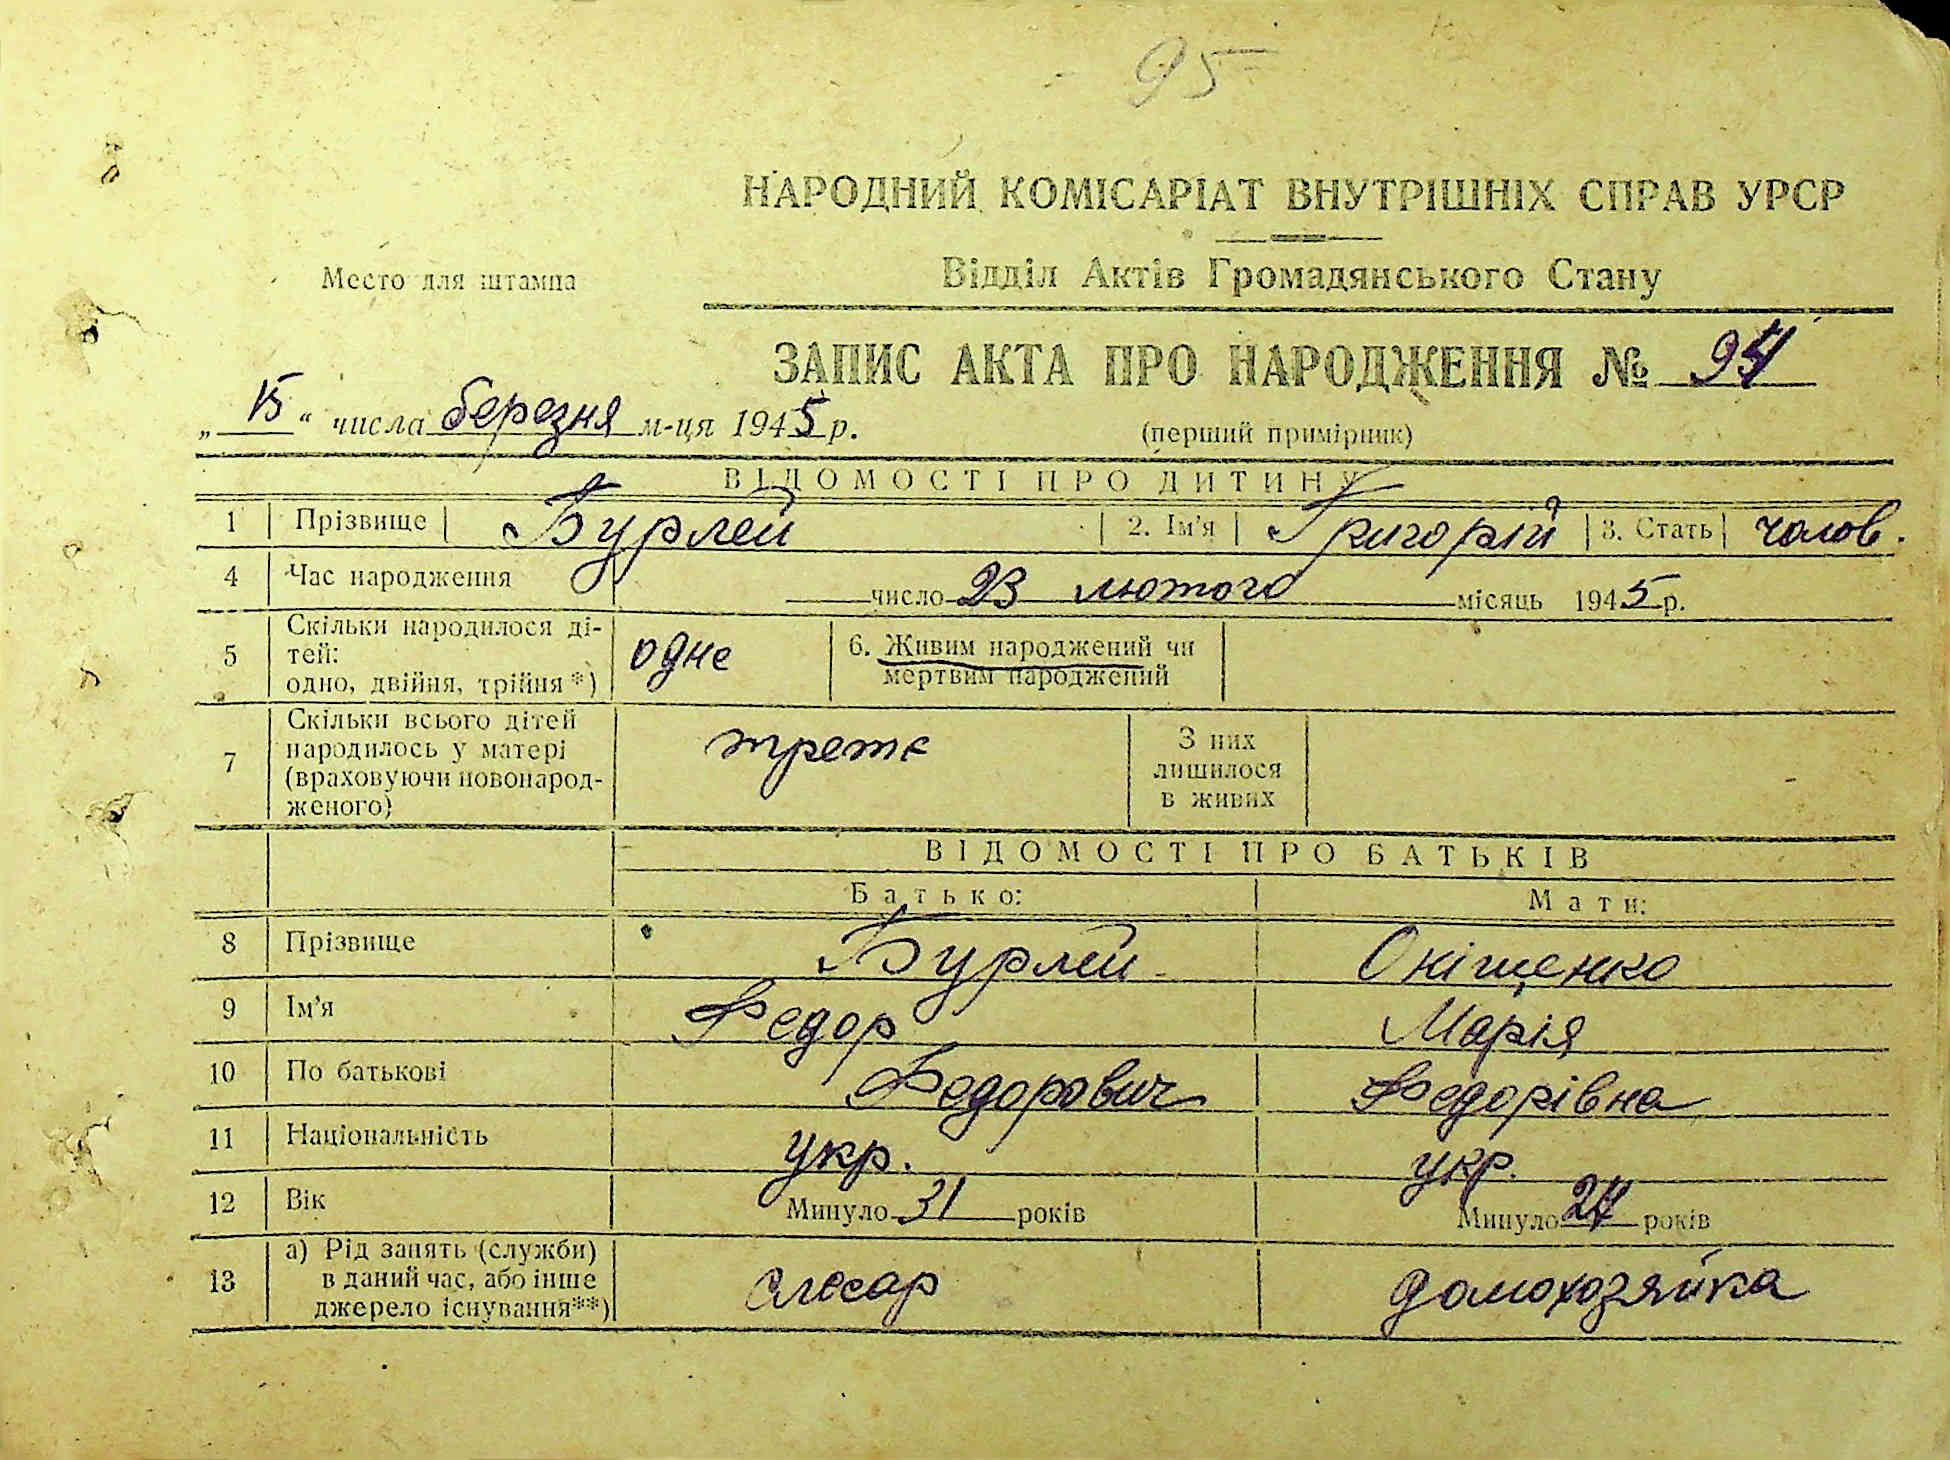 95
НАРОДНИЙ КОМІСАРІАТ ВНУТРІШНІХ СПРАВ УРСР
Место для штампа
Відділ Актів Громадянського Стану
ЗАПИС АКТА ПРО НАРОДЖЕННЯ №
„15“ числа березня м-ця 1945 р.
(перший примірник)
ВІДОМОСТІ ПРО ДИТИНУ
1 Прізвище Бурлей 2. Ім'я Григорій 3. Стать чолов.
4 Час народження число 23 лютого місяць 1945 р.
5 Скільки народилося ді-
тей:
одно, двійня, трійня *) одне 6. Живим народжений чи
мертвим народжений
7 Скільки всього дітей
народилось у матері
(враховуючи новонарод-
женого) третє З них
лишилося
в живих
ВІДОМОСТІ ПРО БАТЬКІВ
Батько: Мати:
8 Прізвище Бурлей Оніщенко
9 Ім'я Федор Марія
10 По батькові Федорович Федорівна
11 Національність укр. укр.
12 Вік Минуло 31 років Минуло років
13 а) Рід занять (служби)
в даний час, або інше
джерело існування**) слесар домохозяйка